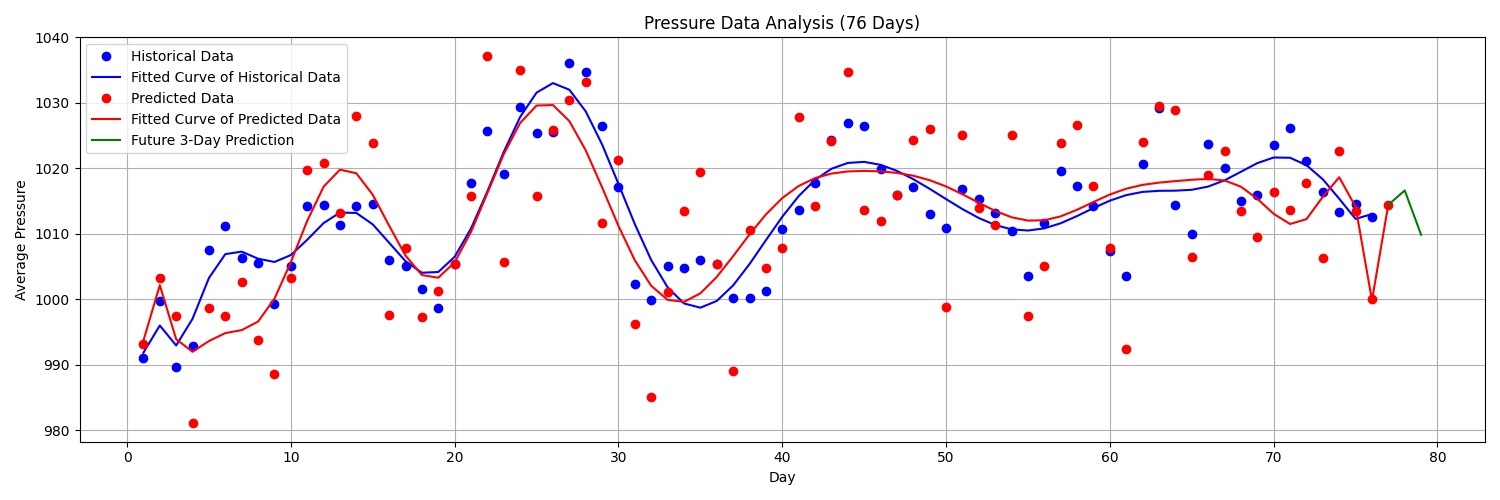 Pressure Data Analysis (76 Days)
Historical Data
Fitted Curve of Historical Data
Predicted Data
Fitted Curve of Predicted Data
Future 3-Day Prediction
Average Pressure
1040
1030
1020
1010
1000
990
980
0 10 20 30 40 50 60 70 80
Day